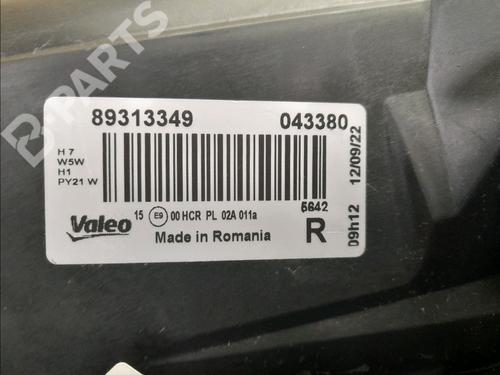 B-PARTS
89313349 043380
H7
W5W
H1
PY21 W
5642
Valeo 15 E9 00 HCR PL 02A 011a
Made in Romania R
09h12 12/09/22